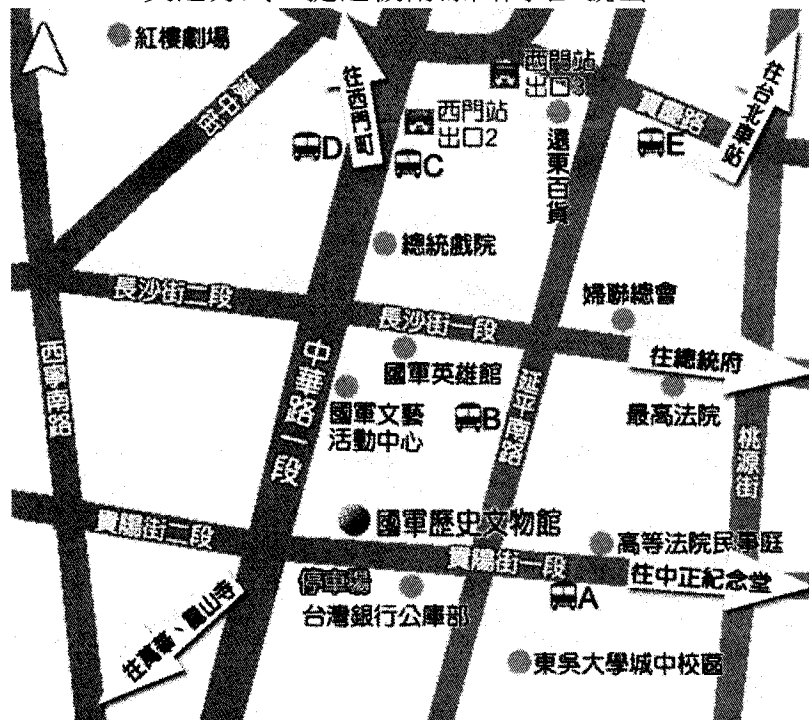 紅樓劇場
往西門町
西門站
出口3
西門站
出口2
往台北車站
寶慶路
遠東百貨
D
C
E
總統戲院
長沙街二段
長沙街一段
婦聯總會
往總統府
西寧南路
中華路一段
國軍英雄館
國軍文藝
活動中心
B
延平南路
最高法院
桃源街
貴陽街二段
國軍歷史文物館
貴陽街一段
高等法院民事庭
往中正紀念堂
停車場
台灣銀行公庫部
A
往萬華、龍山寺
東吳大學城中校區